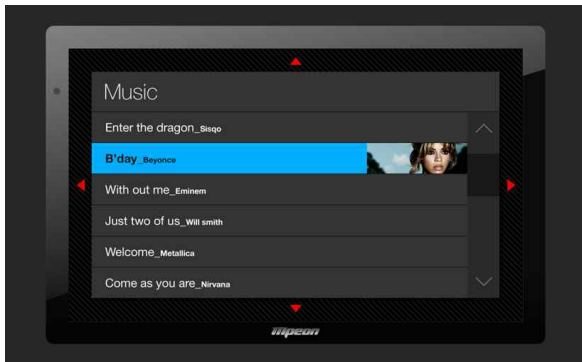 Music
Enter the dragon_Sisqo
B'day_Beyonce
With out me_Eminem
Just two of us_Will smith
Welcome_Metallica
Come as you are_Nirvana
mpeon